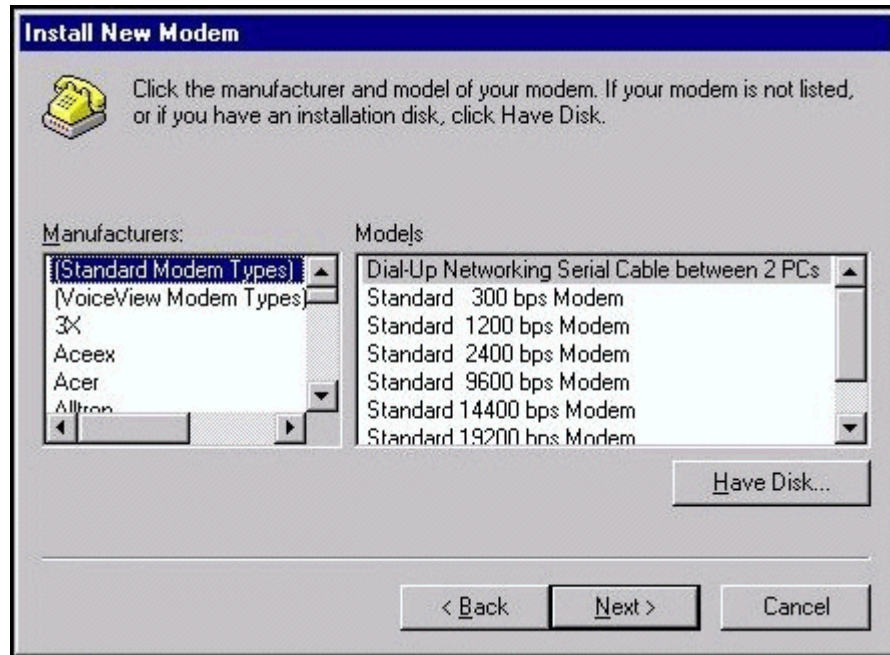 Install New Modem
Click the manufacturer and model of your modem. If your modem is not listed,
or if you have an installation disk, click Have Disk.
Manufacturers:
(Standard Modem Types)
(VoiceView Modem Types)
3X
Aceex
Acer
Alltron
Models
Dial-Up Networking Serial Cable between 2 PCs
Standard 300 bps Modem
Standard 1200 bps Modem
Standard 2400 bps Modem
Standard 9600 bps Modem
Standard 14400 bps Modem
Standard 19200 bps Modem
Have Disk...
< Back
Next >
Cancel